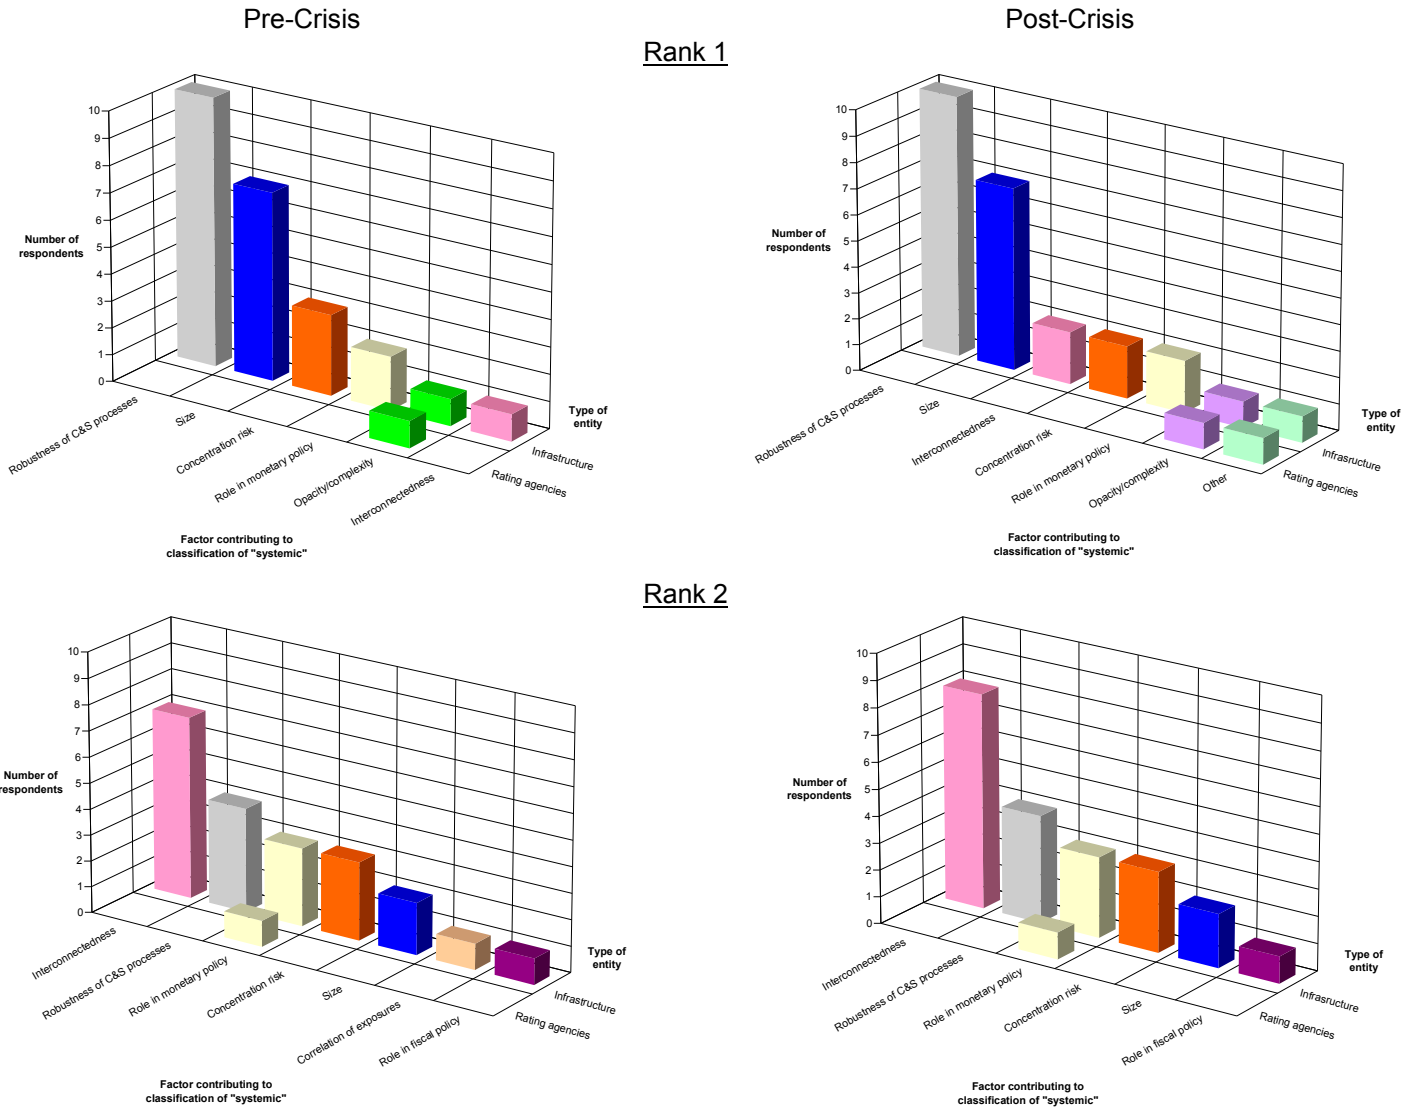 Pre-Crisis
Post-Crisis
Rank 1
10
9
8
7
6
5
4
3
2
1
0
Number of
respondents
Robustness of C&S processes
Size
Concentration risk
Role in monetary policy
Opacity/complexity
Interconnectedness
Type of
entity
Infrastructure
Rating agencies
Factor contributing to
classification of "systemic"
10
9
8
7
6
5
4
3
2
1
0
Number of
respondents
Robustness of C&S processes
Size
Interconnectedness
Concentration risk
Role in monetary policy
Opacity/complexity
Other
Type of
entity
Infrasructure
Rating agencies
Factor contributing to
classification of "systemic"
Rank 2
10
9
8
7
6
5
4
3
2
1
0
Number of
respondents
Interconnectedness
Robustness of C&S processes
Role in monetary policy
Concentration risk
Size
Correlation of exposures
Role in fiscal policy
Type of
entity
Infrastructure
Rating agencies
Factor contributing to
classification of "systemic"
10
9
8
7
6
5
4
3
2
1
0
Number of
respondents
Interconnectedness
Robustness of C&S processes
Role in monetary policy
Concentration risk
Size
Role in fiscal policy
Type of
entity
Infrasructure
Rating agencies
Factor contributing to
classification of "systemic"